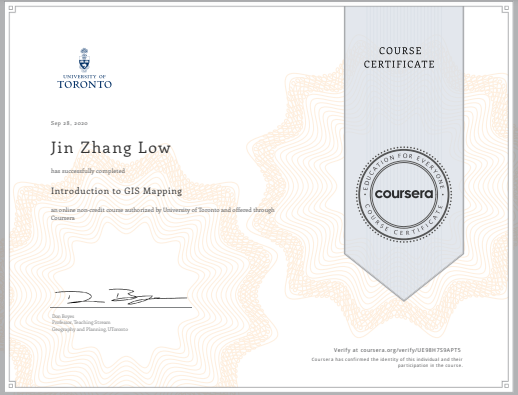 UNIVERSITY OF
TORONTO
COURSE
CERTIFICATE
Sep 28, 2020
Jin Zhang Low
has successfully completed
Introduction to GIS Mapping
an online non-credit course authorized by University of Toronto and offered through
Coursera
EDUCATION FOR EVERYONE
coursera
COURSE CERTIFICATE
Don Boyes
Professor, Teaching Stream
Geography and Planning, UToronto
Verify at coursera.org/verify/UE98H7S9APTS
Coursera has confirmed the identity of this individual and their
participation in the course.